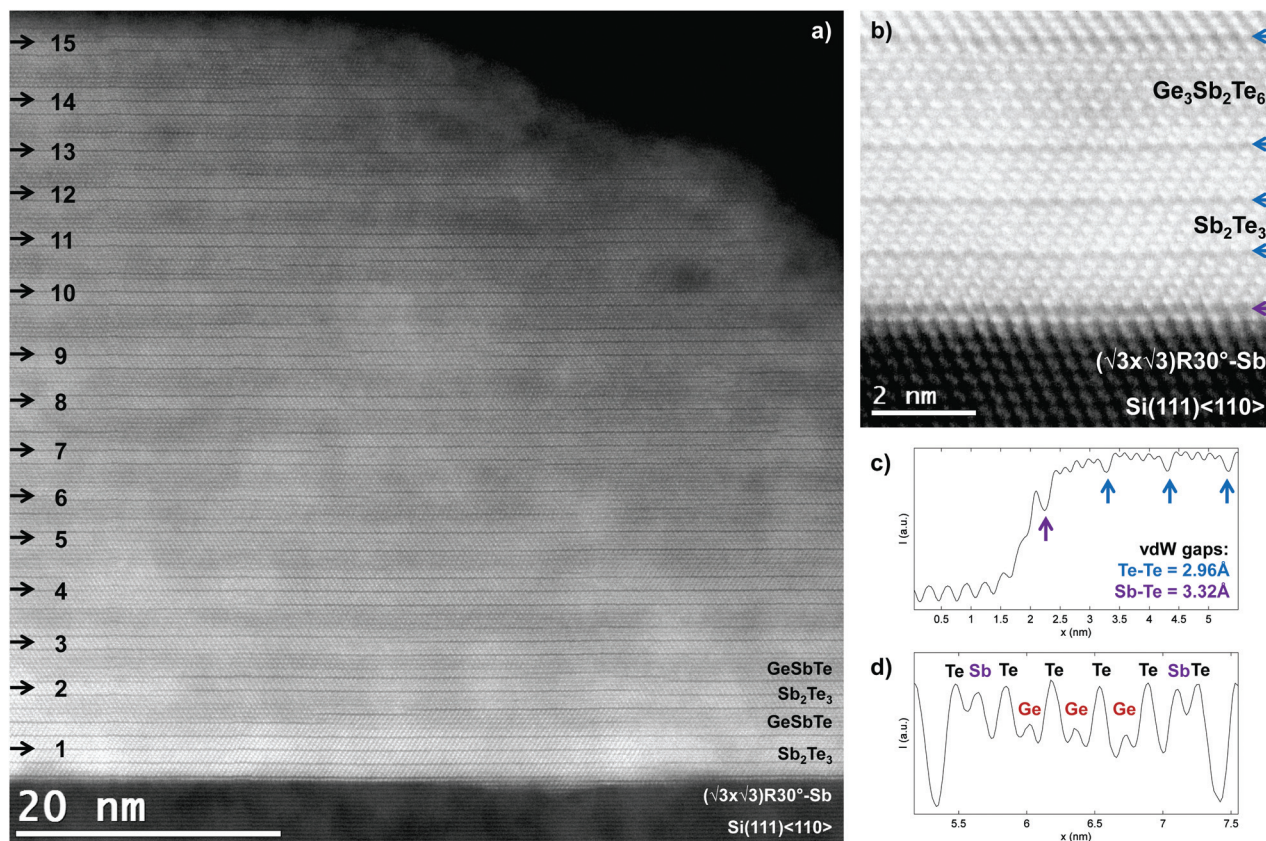 a)
15
14
13
12
11
10
9
8
7
6
5
4
3
GeSbTe
2
Sb₂Te₃
GeSbTe
1
Sb₂Te₃
(√3x√3)R30°-Sb
20 nm
Si(111)<110>
b)
Ge₃Sb₂Te₆
Sb₂Te₃
(√3x√3)R30°-Sb
2 nm
Si(111)<110>
c)
I (a.u.)
vdW gaps:
Te-Te = 2.96Å
Sb-Te = 3.32Å
0.5 1 1.5 2 2.5 3 3.5 4 4.5 5
x (nm)
d)
Te Sb Te Te Te Te SbTe
Ge Ge Ge
I (a.u.)
5.5 6 6.5 7 7.5
x (nm)